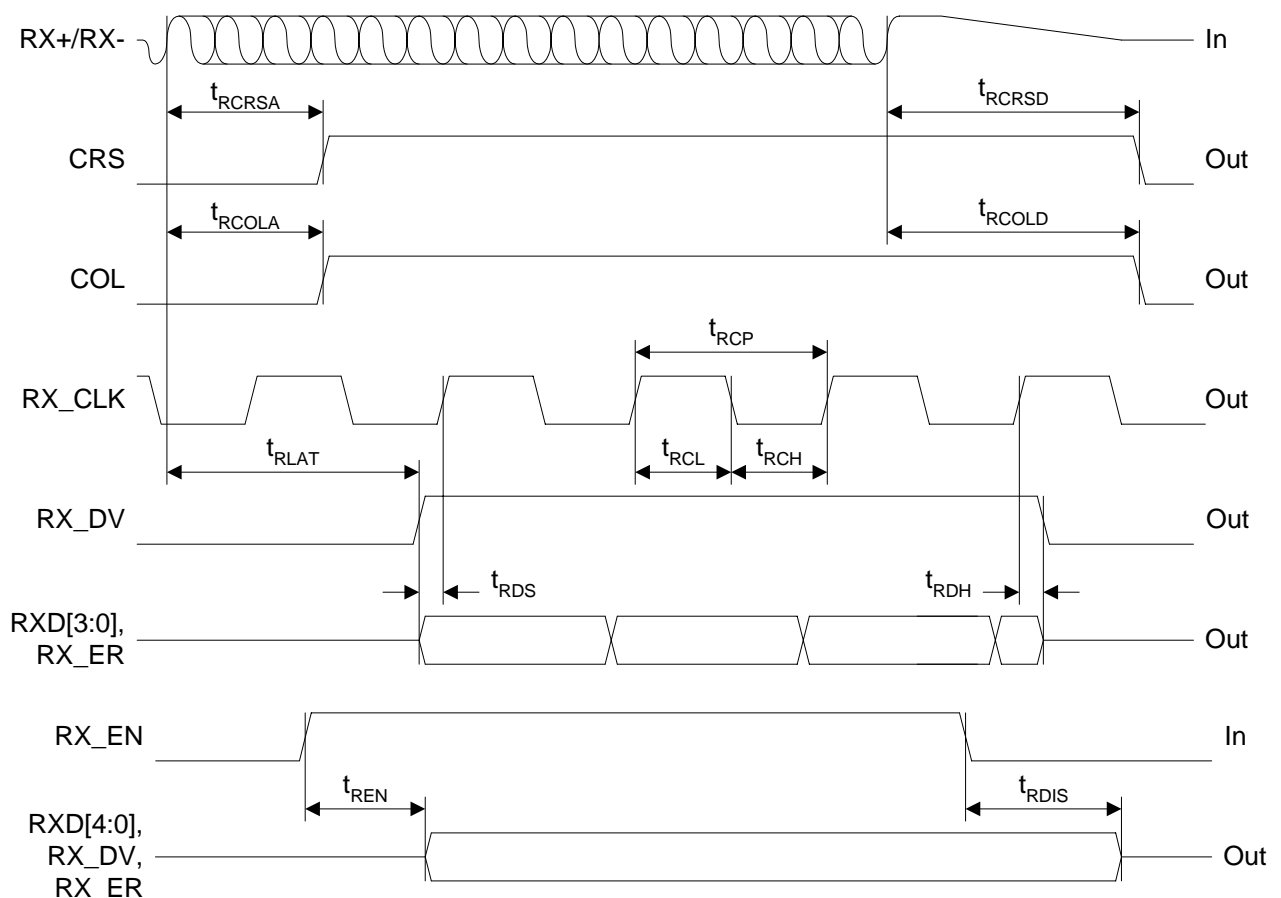 RX+/RX-
In
tRCRSA
tRCRSD
CRS
Out
tRCOLA
tRCOLD
COL
Out
tRCP
RX_CLK
Out
tRLAT
tRCL
tRCH
RX_DV
Out
tRDS
tRDH
RXD[3:0],
RX_ER
Out
RX_EN
In
tREN
tRDIS
RXD[4:0],
RX_DV,
RX_ER
Out